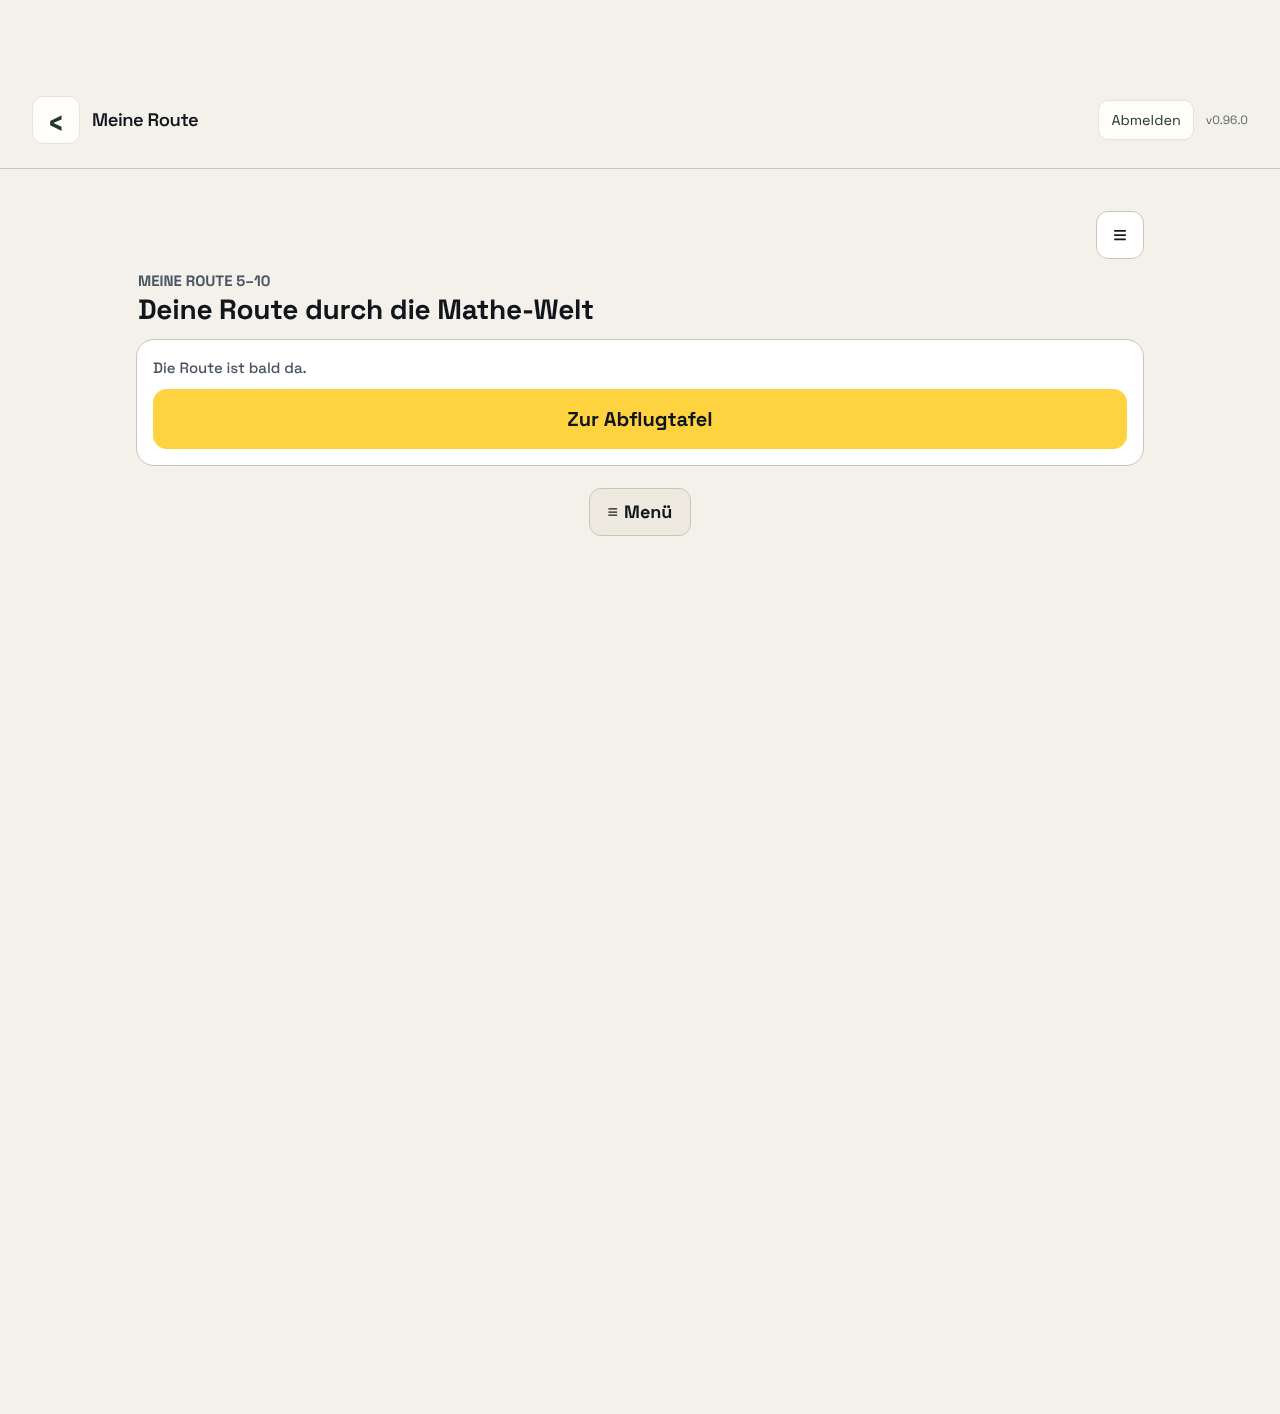 <
Meine Route
Abmelden
v0.96.0
≡
MEINE ROUTE 5–10
Deine Route durch die Mathe-Welt
Die Route ist bald da.
Zur Abflugtafel
≡ Menü